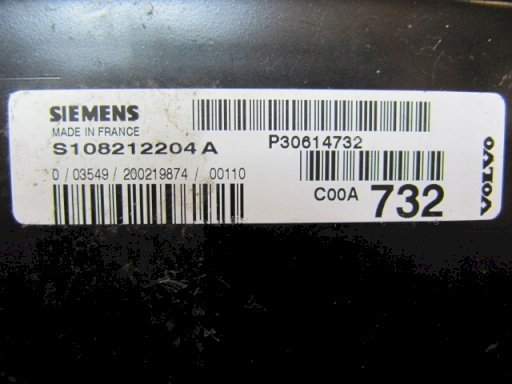 SIEMENS
MADE IN FRANCE
S108212204 A
P30614732
0 / 03549 / 200219874 / 00110
C00A 732
VOLVO